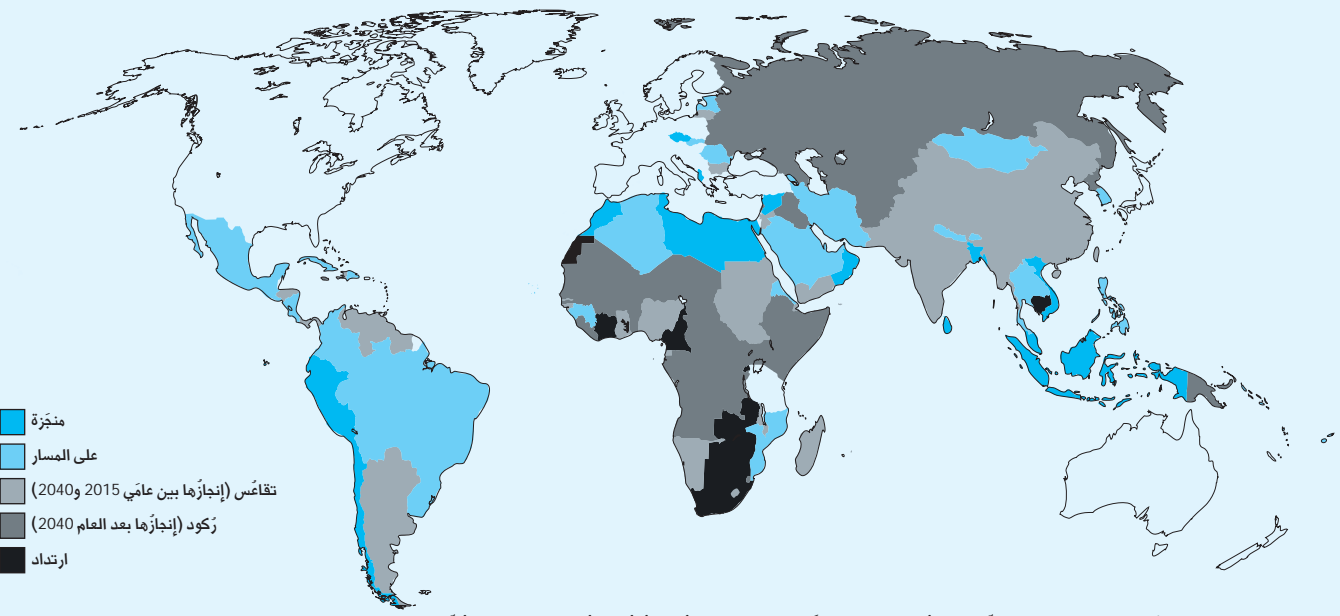 منجَزة
على المسار
تقاعُس (إنجازُها بين عامَي 2015 و2040)
رُكود (إنجازُها بعد العام 2040)
ارتداد